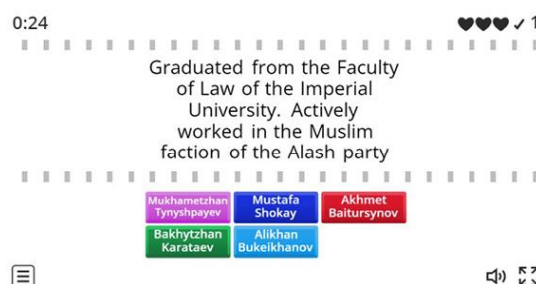 0:24
1
Graduated from the Faculty
of Law of the Imperial
University. Actively
worked in the Muslim
faction of the Alash party
Mukhametzhan
Tynyshpayev
Mustafa
Shokay
Akhmet
Baitursynov
Bakhytzhan
Karataev
Alikhan
Bukeikhanov